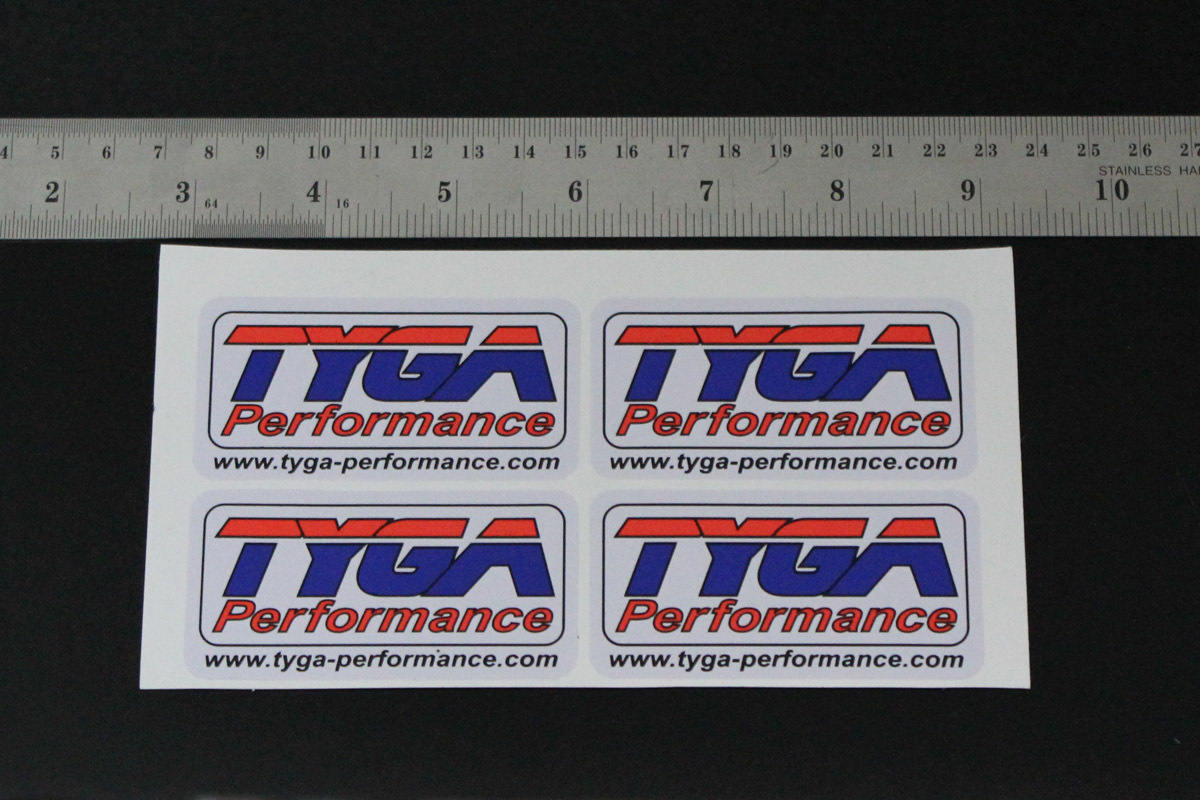 4 5 6 7 8 9 10 11 12 13 14 15 16 17 18 19 20 21 22 23 24 25 26 27
STAINLESS HA
2 3 64 4 16 5 6 7 8 9 10
TYGA TYGA
Performance Performance
www.tyga-performance.com www.tyga-performance.com
TYGA TYGA
Performance Performance
www.tyga-performance.com www.tyga-performance.com